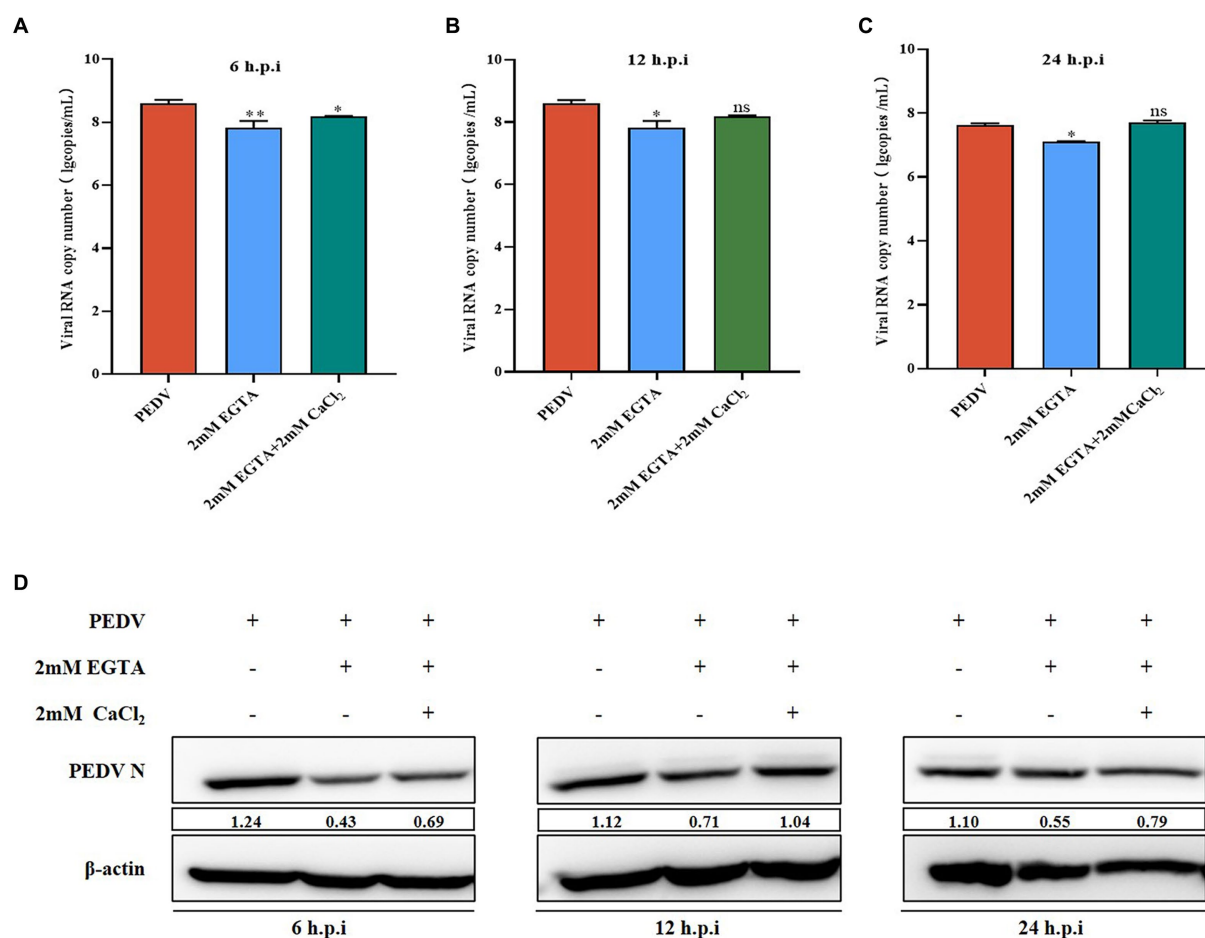 A
6 h.p.i
Viral RNA copy number ( lgcopies/mL)
10
8
6
4
2
0
**
*
PEDV
2mM EGTA
2mM EGTA+2mM CaCl₂
B
12 h.p.i
Viral RNA copy number ( lgcopies /mL)
10
8
6
4
2
0
*
ns
PEDV
2mM EGTA
2mM EGTA+2mM CaCl₂
C
24 h.p.i
Viral RNA copy number ( lgcopies/mL)
10
8
6
4
2
0
*
ns
PEDV
2mM EGTA
2mM EGTA+2mMCaCl₂
D
PEDV + + + + + + + + +
2mM EGTA - + + - + + - + +
2mM CaCl₂ - - + - - + - - +
PEDV N
1.24 0.43 0.69 1.12 0.71 1.04 1.10 0.55 0.79
β-actin
6 h.p.i 12 h.p.i 24 h.p.i